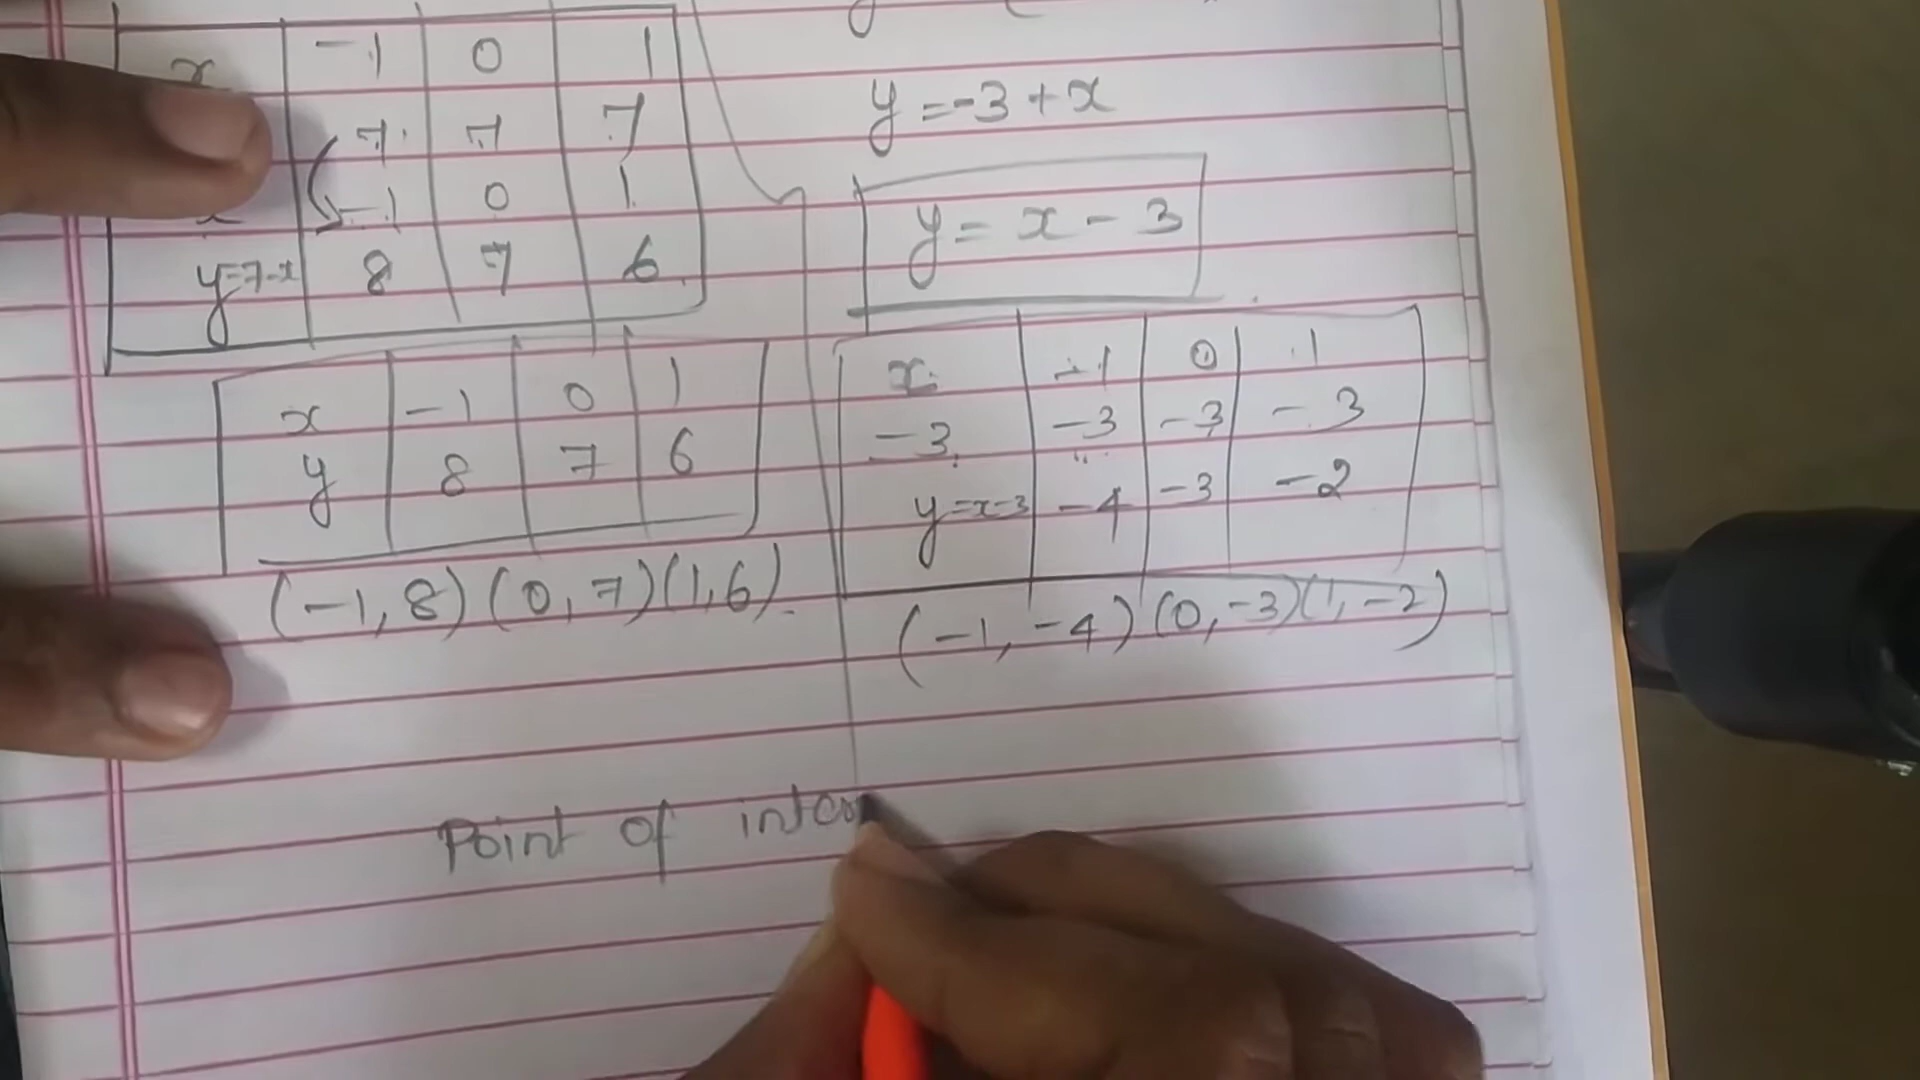 x -1 0 1
7 7 7
x -1 0 1
y=7-x 8 7 6
x -1 0 1
y 8 7 6
(-1,8) (0,7) (1,6)
y = -3 + x
y = x - 3
x -1 0 1
-3 -3 -3 -3
y=x-3 -4 -3 -2
(-1,-4) (0,-3) (1,-2)
Point of inter